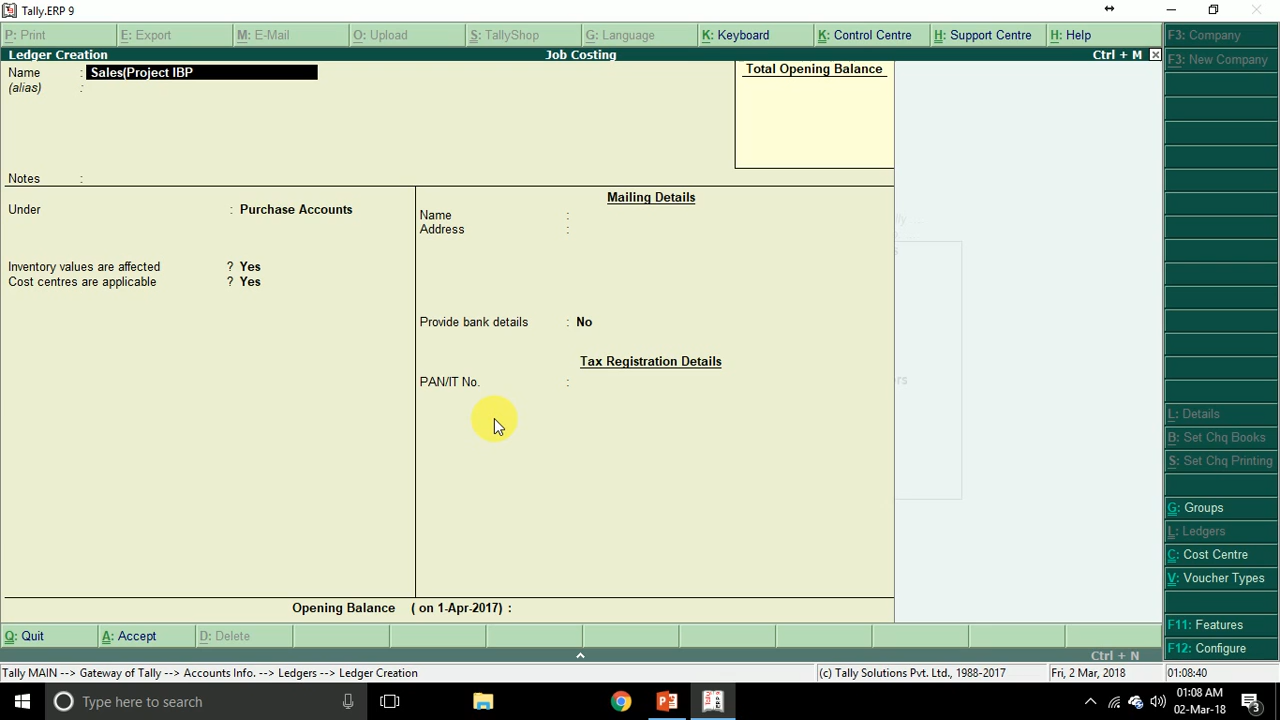 Tally.ERP 9
P: Print E: Export M: E-Mail O: Upload S: TallyShop G: Language K: Keyboard K: Control Centre H: Support Centre H: Help F3: Company
Ledger Creation Job Costing Ctrl + M
F3: New Company
Name : Sales(Project IBP
Total Opening Balance
(alias) :
Notes :
Under : Purchase Accounts
Inventory values are affected ? Yes
Cost centres are applicable ? Yes
Mailing Details
Name :
Address :
Provide bank details : No
Tax Registration Details
PAN/IT No. :
L: Details
B: Set Chq Books
S: Set Chq Printing
G: Groups
L: Ledgers
C: Cost Centre
V: Voucher Types
F11: Features
F12: Configure
Opening Balance ( on 1-Apr-2017) :
Q: Quit A: Accept D: Delete
Ctrl + N
Tally MAIN --> Gateway of Tally --> Accounts Info. --> Ledgers --> Ledger Creation (c) Tally Solutions Pvt. Ltd., 1988-2017 Fri, 2 Mar, 2018 01:08:40
Type here to search
01:08 AM
02-Mar-18
3